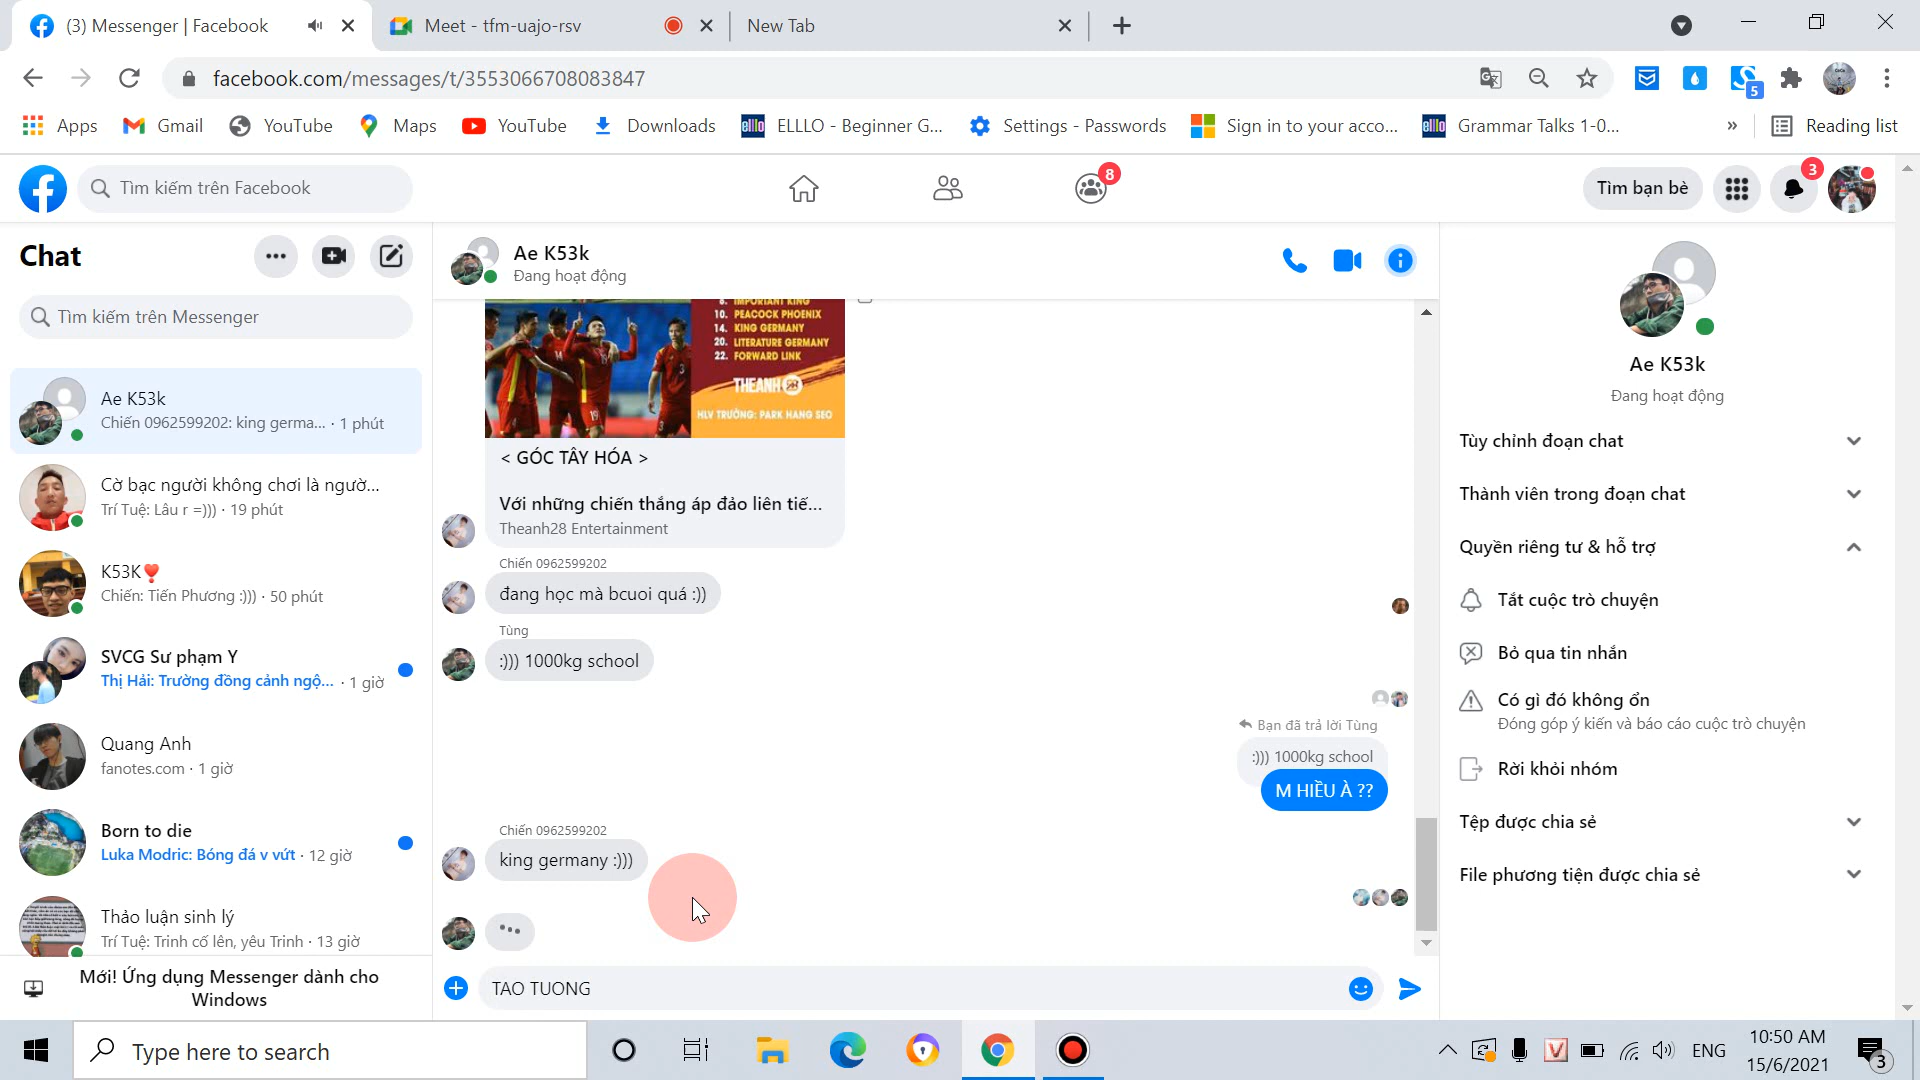 (3) Messenger | Facebook
Meet - tfm-uajo-rsv
New Tab
facebook.com/messages/t/3553066708083847
5
Apps
Gmail
YouTube
Maps
YouTube
Downloads
elllo
ELLLO - Beginner G...
Settings - Passwords
Sign in to your acco...
elllo
Grammar Talks 1-0...
»
Reading list
Tìm kiếm trên Facebook
8
Tìm bạn bè
3
Chat
Tìm kiếm trên Messenger
Ae K53k
Chiến 0962599202: king germa... · 1 phút
Cờ bạc người không chơi là ngườ...
Trí Tuệ: Lâu r =))) · 19 phút
K53K❣️
Chiến: Tiến Phương :))) · 50 phút
SVCG Sư phạm Y
Thị Hải: Trường đồng cảnh ngộ... · 1 giờ
Quang Anh
fanotes.com · 1 giờ
Born to die
Luka Modric: Bóng đá v vứt · 12 giờ
Thảo luận sinh lý
Trí Tuệ: Trinh cố lên, yêu Trinh · 13 giờ
Mới! Ứng dụng Messenger dành cho
Windows
Ae K53k
Đang hoạt động
IMPORTANT KING
10. PEACOCK PHOENIX
14. KING GERMANY
20. LITERATURE GERMANY
22. FORWARD LINK
THEANH28
HLV TRƯỞNG: PARK HANG SEO
< GÓC TÂY HÓA >
Với những chiến thắng áp đảo liên tiế...
Theanh28 Entertainment
Chiến 0962599202
đang học mà bcuoi quá :))
Tùng
:))) 1000kg school
Bạn đã trả lời Tùng
:))) 1000kg school
M HIỀU À ??
Chiến 0962599202
king germany :)))
TAO TUONG
Ae K53k
Đang hoạt động
Tùy chỉnh đoạn chat
Thành viên trong đoạn chat
Quyền riêng tư & hỗ trợ
Tắt cuộc trò chuyện
Bỏ qua tin nhắn
Có gì đó không ổn
Đóng góp ý kiến và báo cáo cuộc trò chuyện
Rời khỏi nhóm
Tệp được chia sẻ
File phương tiện được chia sẻ
Type here to search
V
ENG
10:50 AM
15/6/2021
3